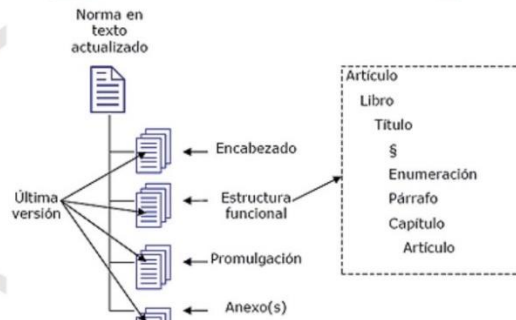 Norma en
texto
actualizado
Encabezado
Última
versión
Estructura
funcional
Promulgación
Anexo(s)
Artículo
Libro
Título
§
Enumeración
Párrafo
Capítulo
Artículo